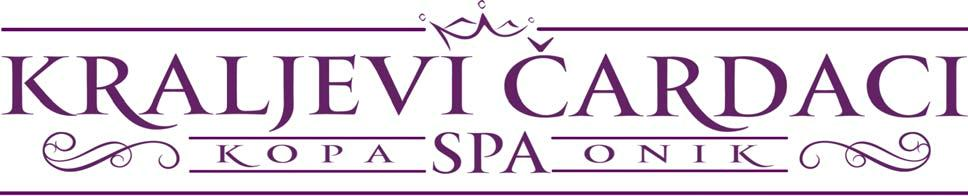 KRALJEVI ČARDACI
KOPA SPA ONIK